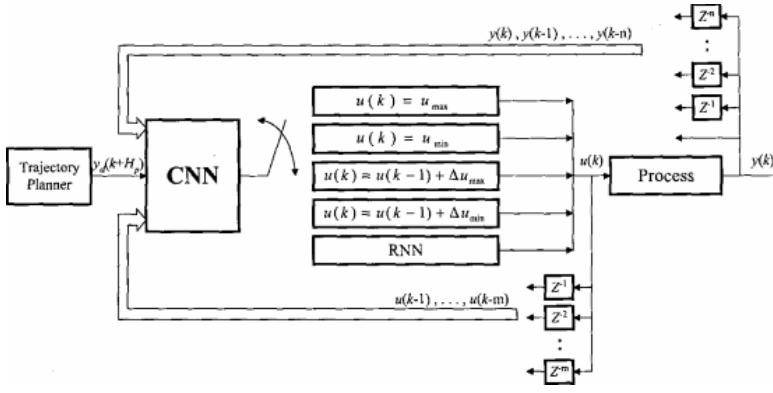 Z⁻ⁿ
y(k), y(k-1), . . . , y(k-n)
⋮
Z⁻²
Z⁻¹
u(k) = u_max
u(k) = u_min
Trajectory
Planner
y_d(k+H_p)
CNN
u(k) = u(k − 1) + Δu_max
u(k)
Process
y(k)
u(k) = u(k − 1) + Δu_min
RNN
u(k-1), . . . , u(k-m)
Z⁻¹
Z⁻²
⋮
Z⁻ᵐ